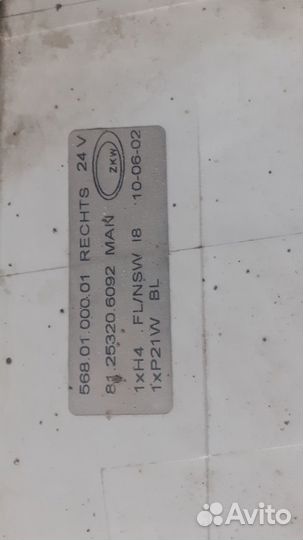 568.01.000.01 RECHTS 24 V
81.25320.6092 MAN ZKW
1xH4 FL/NSW I8 10-06-02
1xP21W BL
Avito